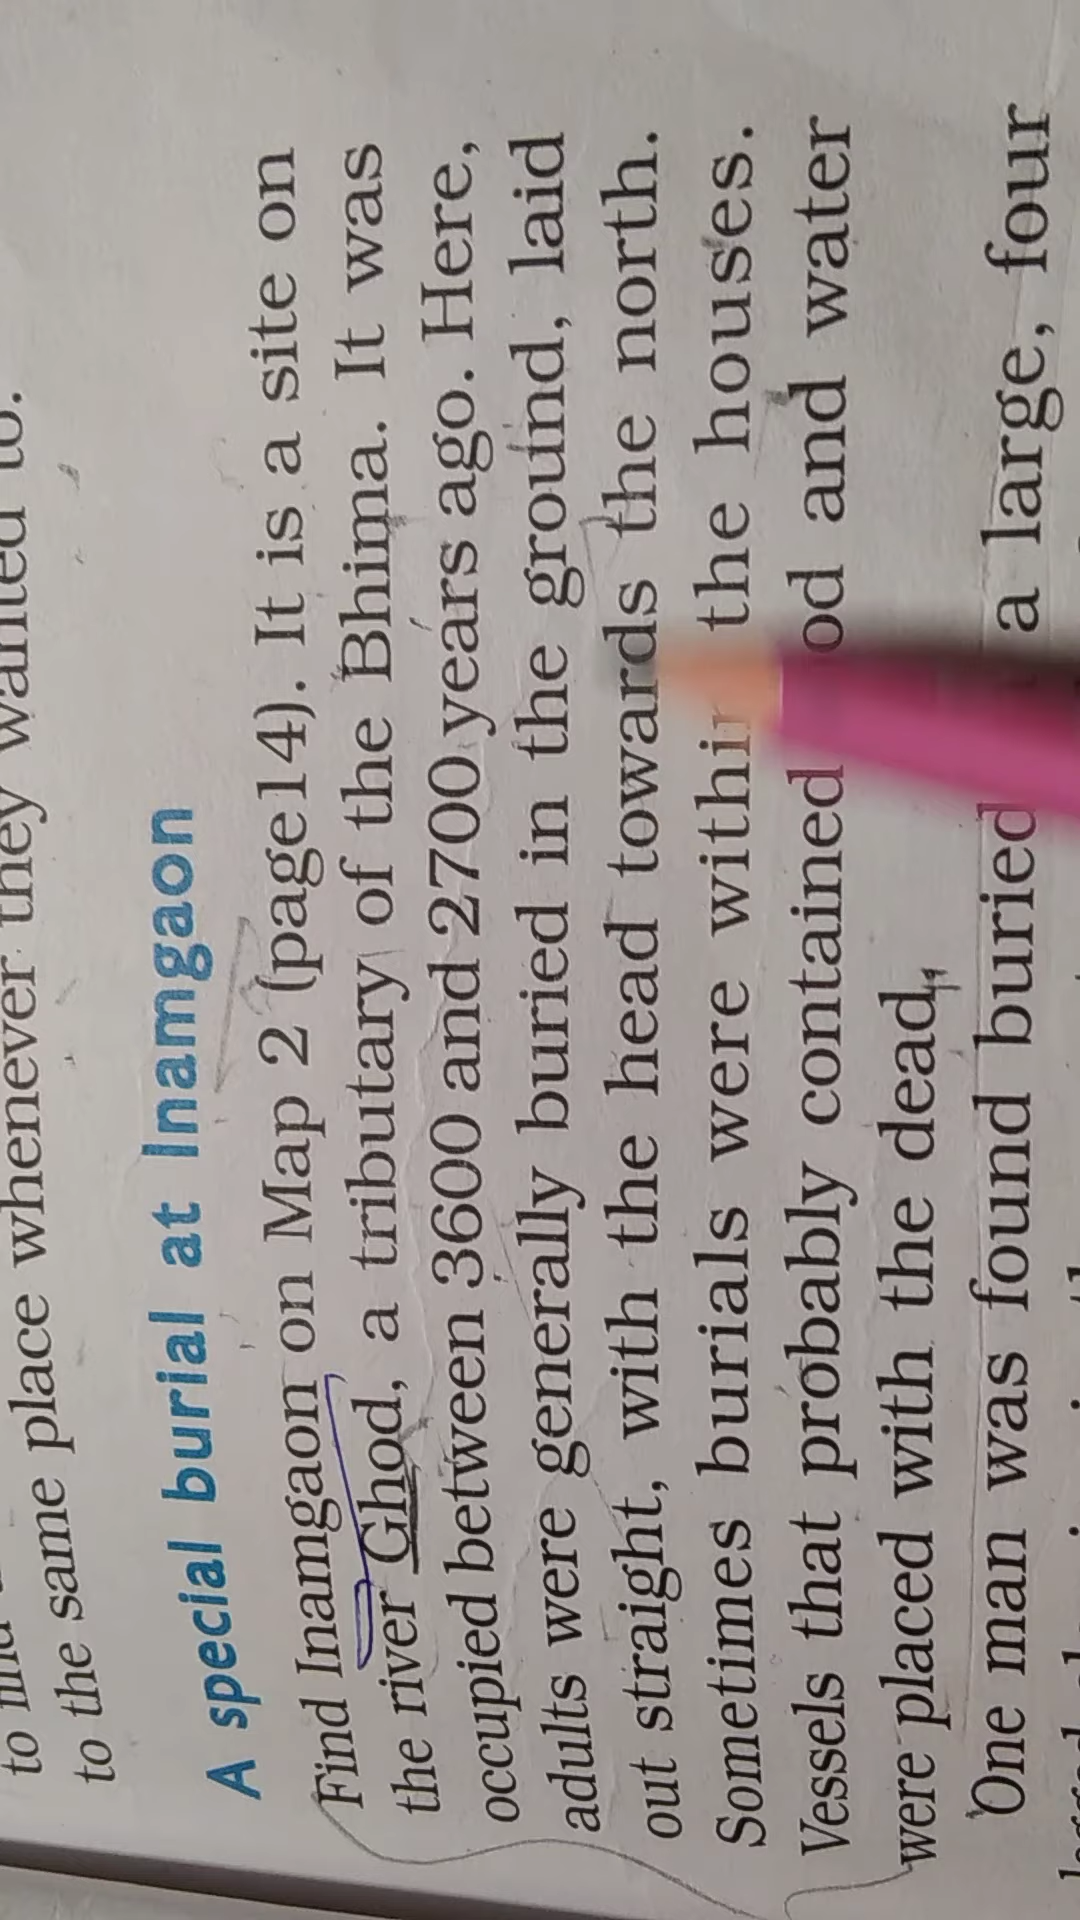 to the same place whenever they wanted to.
A special burial at Inamgaon
Find Inamgaon on Map 2 (page14). It is a site on
the river Ghod, a tributary of the Bhima. It was
occupied between 3600 and 2700 years ago. Here,
adults were generally buried in the ground, laid
out straight, with the head towards the north.
Sometimes burials were within the houses.
Vessels that probably contained and water
were placed with the dead.
One man was found buried a large, four